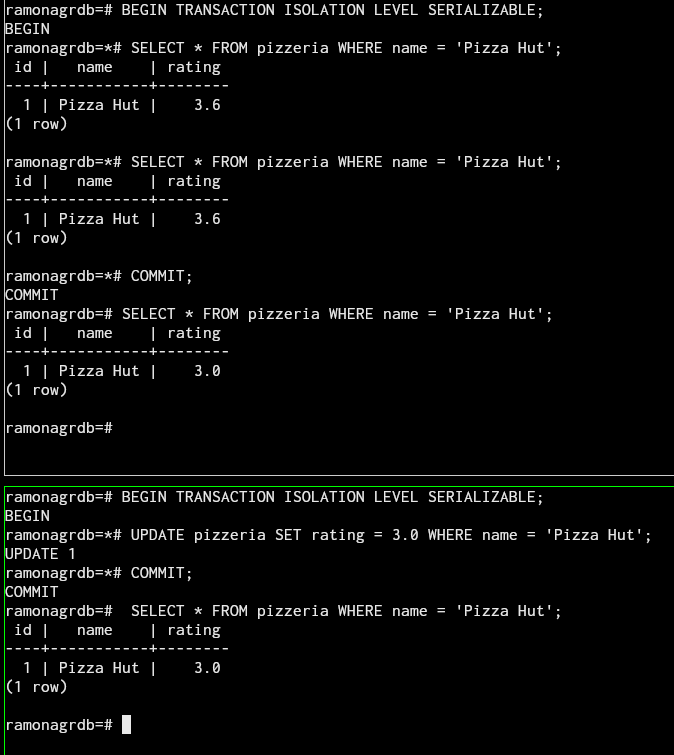 ramonagrdb=# BEGIN TRANSACTION ISOLATION LEVEL SERIALIZABLE;
BEGIN
ramonagrdb=*# SELECT * FROM pizzeria WHERE name = 'Pizza Hut';
 id |   name    | rating
----+-----------+--------
  1 | Pizza Hut |    3.6
(1 row)

ramonagrdb=*# SELECT * FROM pizzeria WHERE name = 'Pizza Hut';
 id |   name    | rating
----+-----------+--------
  1 | Pizza Hut |    3.6
(1 row)

ramonagrdb=*# COMMIT;
COMMIT
ramonagrdb=# SELECT * FROM pizzeria WHERE name = 'Pizza Hut';
 id |   name    | rating
----+-----------+--------
  1 | Pizza Hut |    3.0
(1 row)

ramonagrdb=#
ramonagrdb=# BEGIN TRANSACTION ISOLATION LEVEL SERIALIZABLE;
BEGIN
ramonagrdb=*# UPDATE pizzeria SET rating = 3.0 WHERE name = 'Pizza Hut';
UPDATE 1
ramonagrdb=*# COMMIT;
COMMIT
ramonagrdb=#  SELECT * FROM pizzeria WHERE name = 'Pizza Hut';
 id |   name    | rating
----+-----------+--------
  1 | Pizza Hut |    3.0
(1 row)

ramonagrdb=#